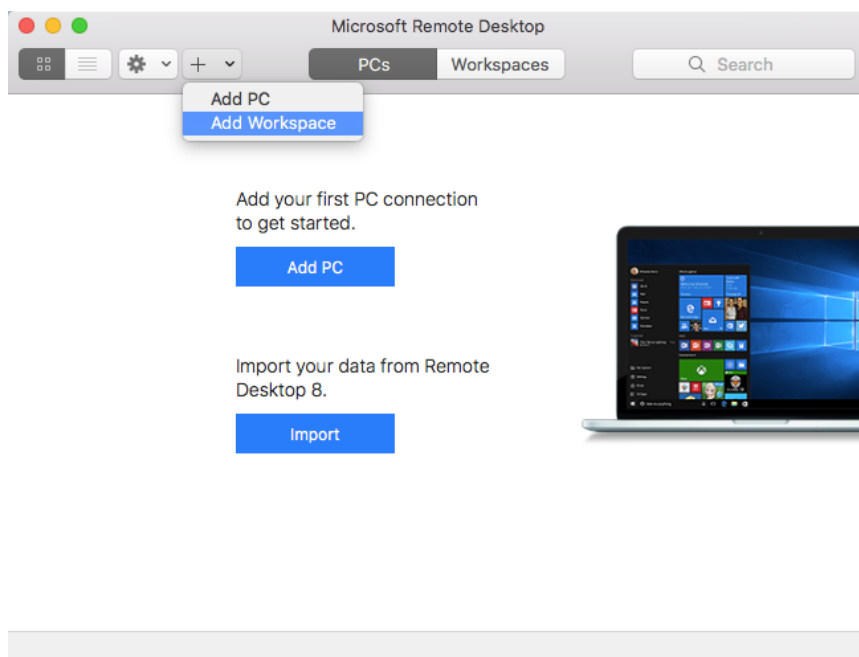 Microsoft Remote Desktop
PCs
Workspaces
Search
Add PC
Add Workspace
Add your first PC connection
to get started.
Add PC
Import your data from Remote
Desktop 8.
Import